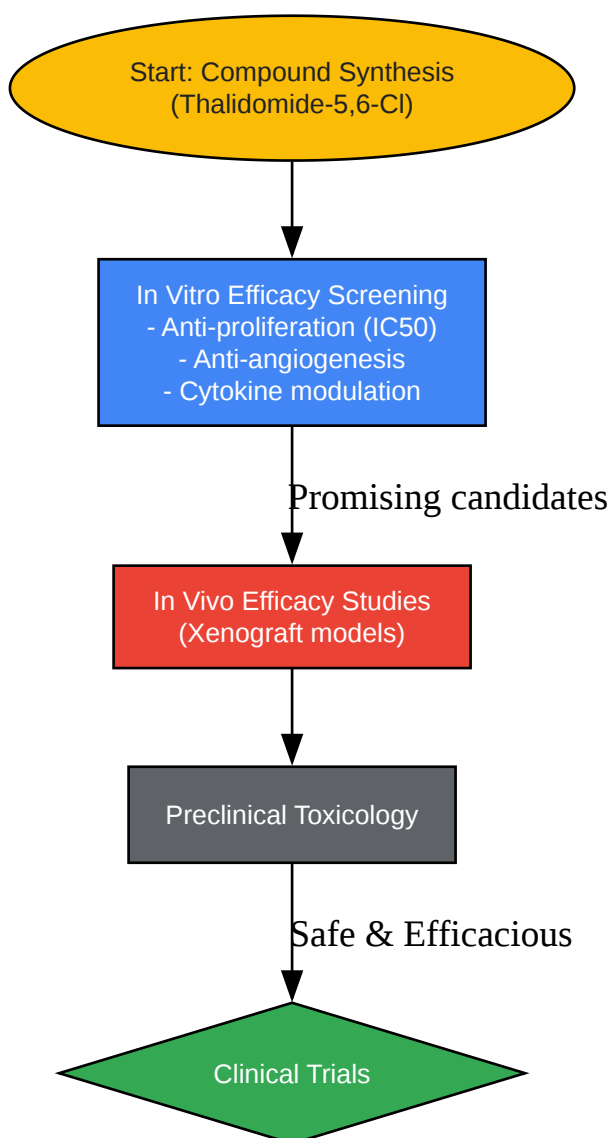 Start: Compound Synthesis
(Thalidomide-5,6-Cl)
In Vitro Efficacy Screening
- Anti-proliferation (IC50)
- Anti-angiogenesis
- Cytokine modulation
Promising candidates
In Vivo Efficacy Studies
(Xenograft models)
Preclinical Toxicology
Safe & Efficacious
Clinical Trials